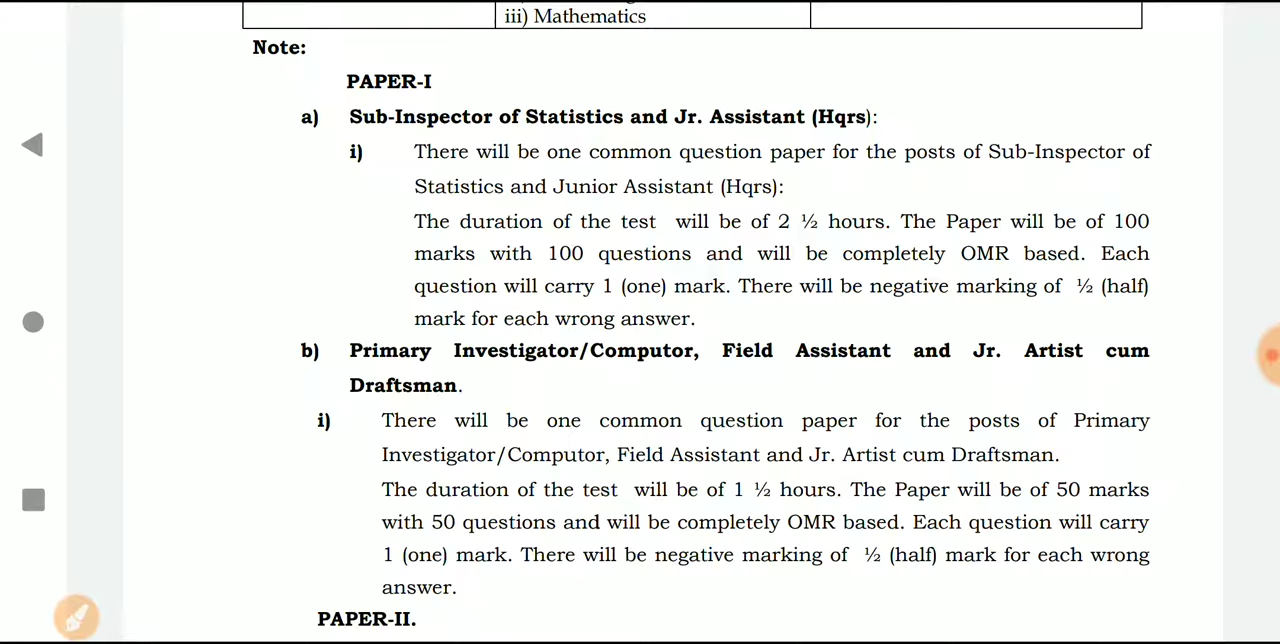 iii) Mathematics
Note:
PAPER-I
a) Sub-Inspector of Statistics and Jr. Assistant (Hqrs):
i) There will be one common question paper for the posts of Sub-Inspector of
Statistics and Junior Assistant (Hqrs):
The duration of the test will be of 2 ½ hours. The Paper will be of 100
marks with 100 questions and will be completely OMR based. Each
question will carry 1 (one) mark. There will be negative marking of ½ (half)
mark for each wrong answer.
b) Primary Investigator/Computor, Field Assistant and Jr. Artist cum
Draftsman.
i) There will be one common question paper for the posts of Primary
Investigator/Computor, Field Assistant and Jr. Artist cum Draftsman.
The duration of the test will be of 1 ½ hours. The Paper will be of 50 marks
with 50 questions and will be completely OMR based. Each question will carry
1 (one) mark. There will be negative marking of ½ (half) mark for each wrong
answer.
PAPER-II.